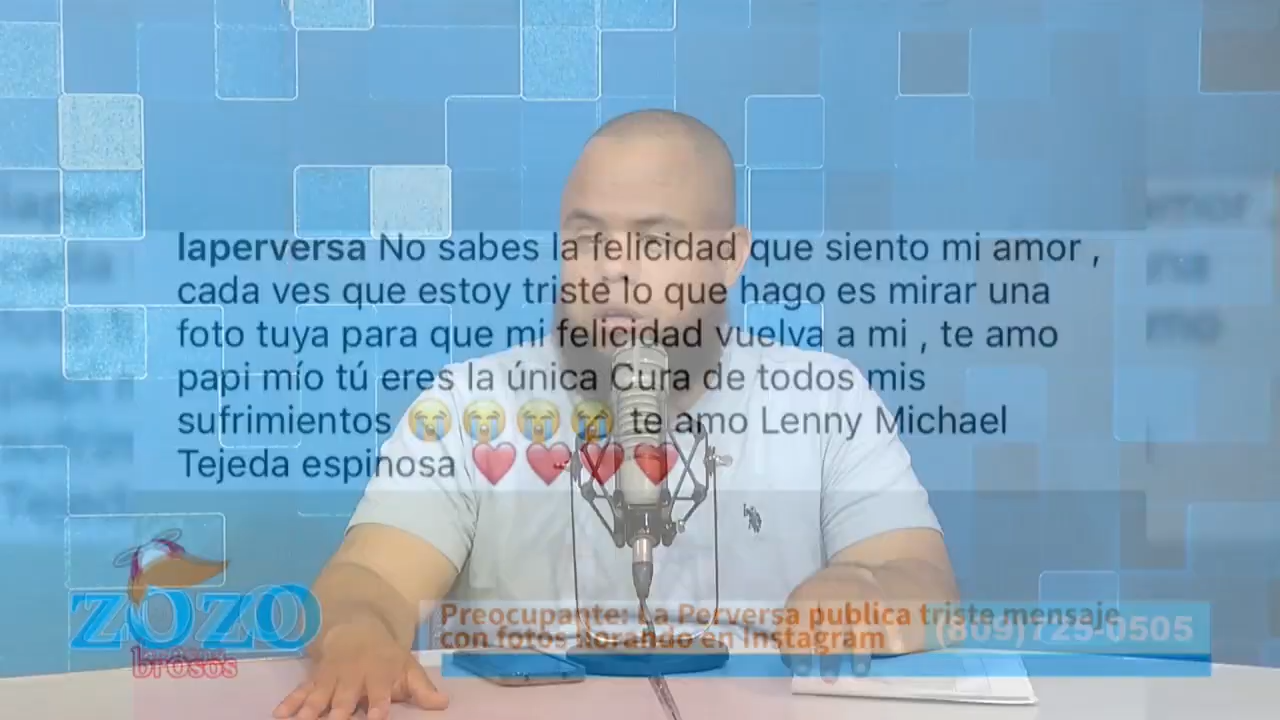 laperversa No sabes la felicidad que siento mi amor ,
cada ves que estoy triste lo que hago es mirar una
foto tuya para que mi felicidad vuelva a mi , te amo
papi mío tú eres la única Cura de todos mis
sufrimientos 😭😭😭😭 te amo Lenny Michael
Tejeda espinosa ❤️❤️❤️❤️
ZOZO
brosos
Preocupante: La Perversa publica triste mensaje
con fotos llorando en Instagram
(809)725-0505